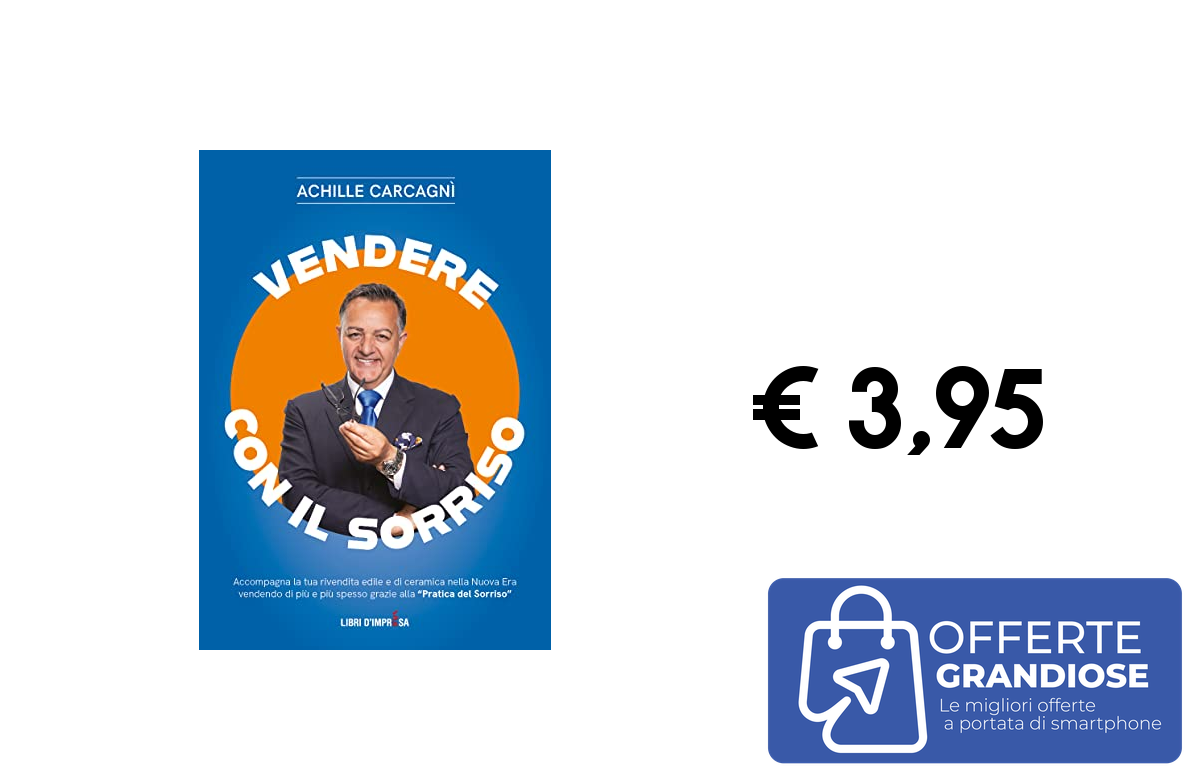 ACHILLE CARCAGNÌ
VENDERE
CON IL SORRISO
Accompagna la tua rivendita edile e di ceramica nella Nuova Era
vendendo di più e più spesso grazie alla “Pratica del Sorriso”
LIBRI D'IMPRESA
€ 3,95
OFFERTE
GRANDIOSE
Le migliori offerte
a portata di smartphone